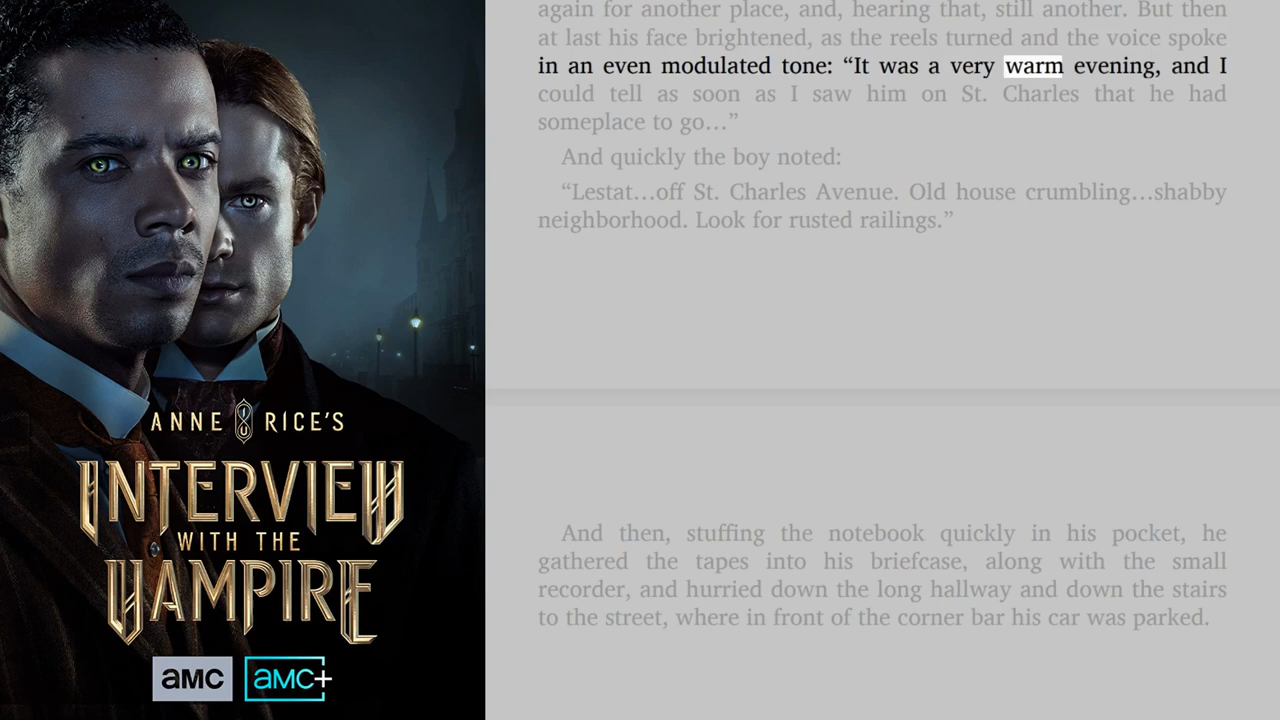 ANNE RICE'S
INTERVIEW
WITH THE
VAMPIRE
aMC
aMC+
again for another place, and, hearing that, still another. But then
at last his face brightened, as the reels turned and the voice spoke
in an even modulated tone: “It was a very warm evening, and I
could tell as soon as I saw him on St. Charles that he had
someplace to go…”
And quickly the boy noted:
“Lestat…off St. Charles Avenue. Old house crumbling…shabby
neighborhood. Look for rusted railings.”
And then, stuffing the notebook quickly in his pocket, he
gathered the tapes into his briefcase, along with the small
recorder, and hurried down the long hallway and down the stairs
to the street, where in front of the corner bar his car was parked.